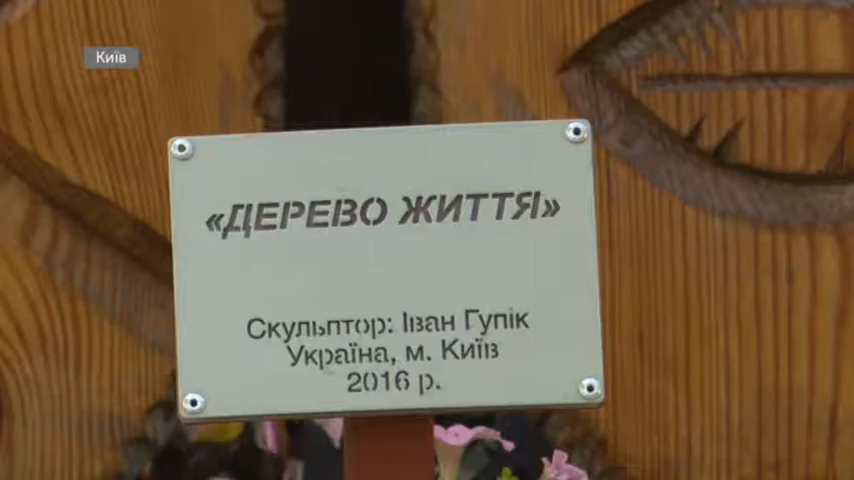 Київ
«ДЕРЕВО ЖИТТЯ»
Скульптор: Іван Гупік
Україна, м. Київ
2016 р.